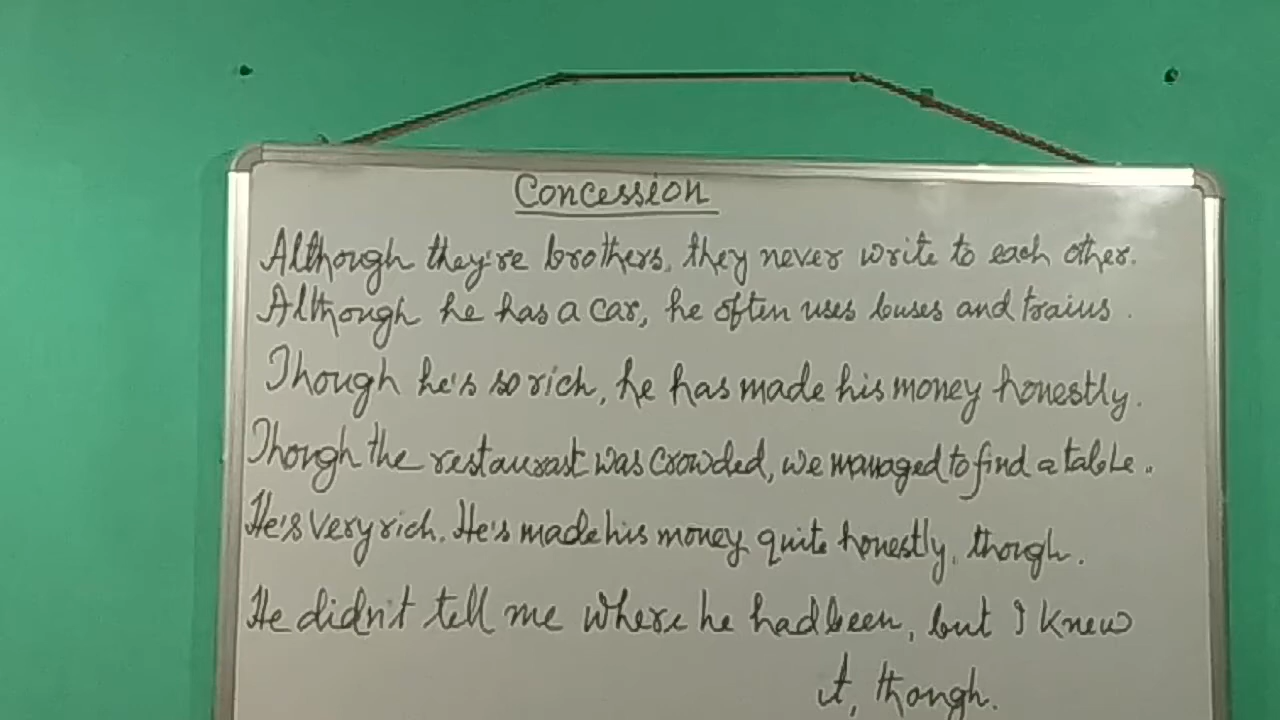 Concession
Although they're brothers, they never write to each other.
Although he has a car, he often uses buses and trains.
Though he's so rich, he has made his money honestly.
Though the restaurast was crowded, we managed to find a table.
He's very rich. He's made his money quite honestly, though.
He didn't tell me where he had been, but I knew
it, though.